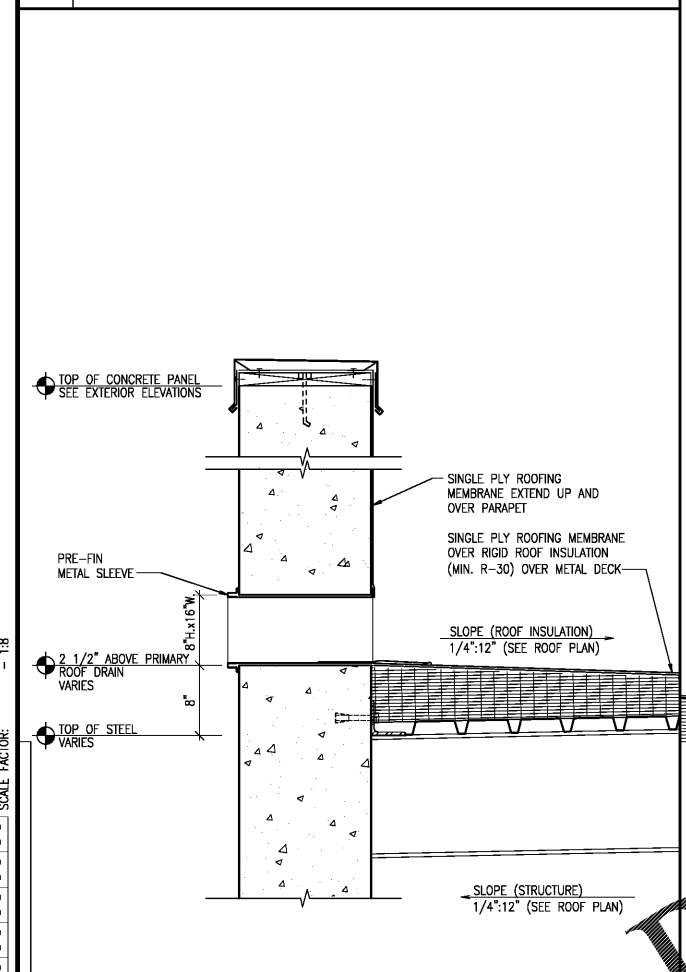 TOP OF CONCRETE PANEL
SEE EXTERIOR ELEVATIONS
SINGLE PLY ROOFING
MEMBRANE EXTEND UP AND
OVER PARAPET
SINGLE PLY ROOFING MEMBRANE
OVER RIGID ROOF INSULATION
(MIN. R-30) OVER METAL DECK
PRE-FIN
METAL SLEEVE
8"H.x16"W.
SLOPE (ROOF INSULATION)
1/4":12" (SEE ROOF PLAN)
2 1/2" ABOVE PRIMARY
ROOF DRAIN
VARIES
8"
TOP OF STEEL
VARIES
SLOPE (STRUCTURE)
1/4":12" (SEE ROOF PLAN)
SCALE FACTOR: - 1:8